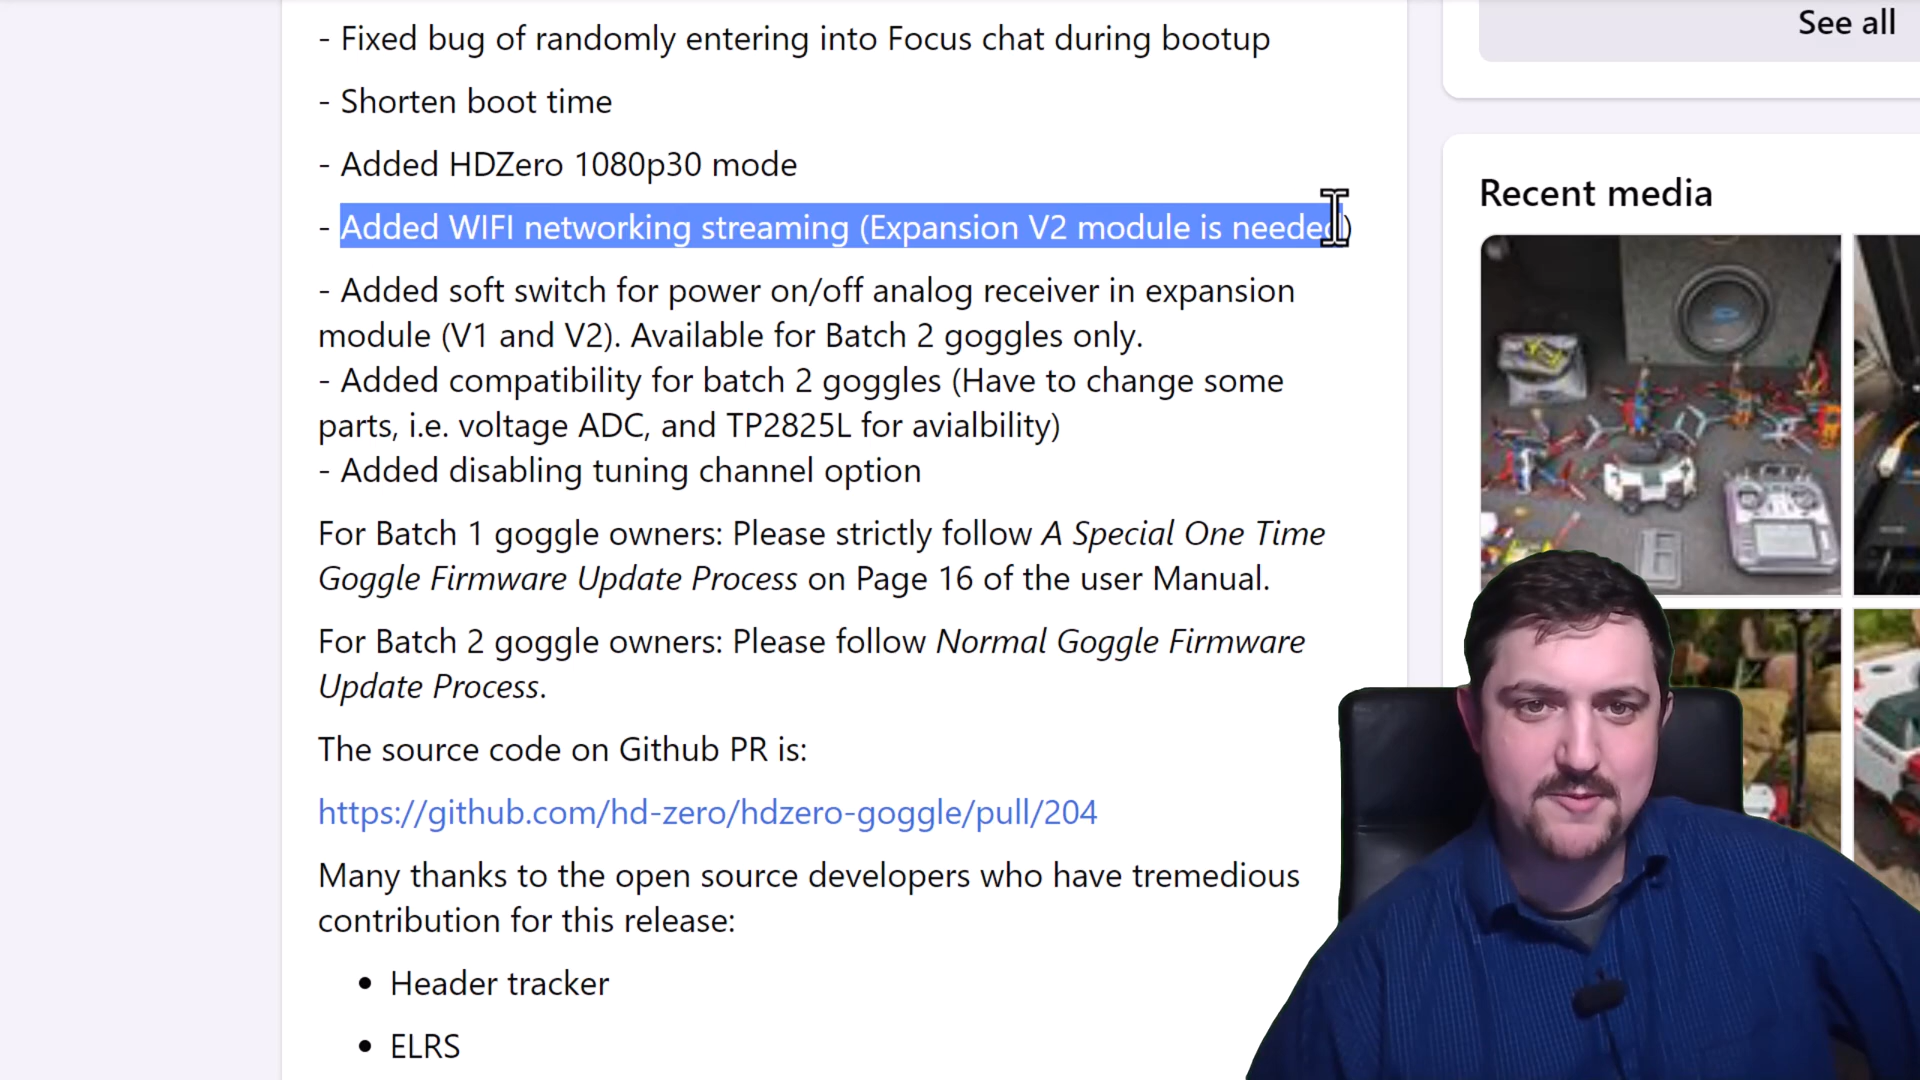 - Fixed bug of randomly entering into Focus chat during bootup
- Shorten boot time
- Added HDZero 1080p30 mode
- Added WIFI networking streaming (Expansion V2 module is needed)
- Added soft switch for power on/off analog receiver in expansion
module (V1 and V2). Available for Batch 2 goggles only.
- Added compatibility for batch 2 goggles (Have to change some
parts, i.e. voltage ADC, and TP2825L for avialbility)
- Added disabling tuning channel option
For Batch 1 goggle owners: Please strictly follow A Special One Time
Goggle Firmware Update Process on Page 16 of the user Manual.
For Batch 2 goggle owners: Please follow Normal Goggle Firmware
Update Process.
The source code on Github PR is:
https://github.com/hd-zero/hdzero-goggle/pull/204
Many thanks to the open source developers who have tremedious
contribution for this release:
• Header tracker
• ELRS
See all
Recent media